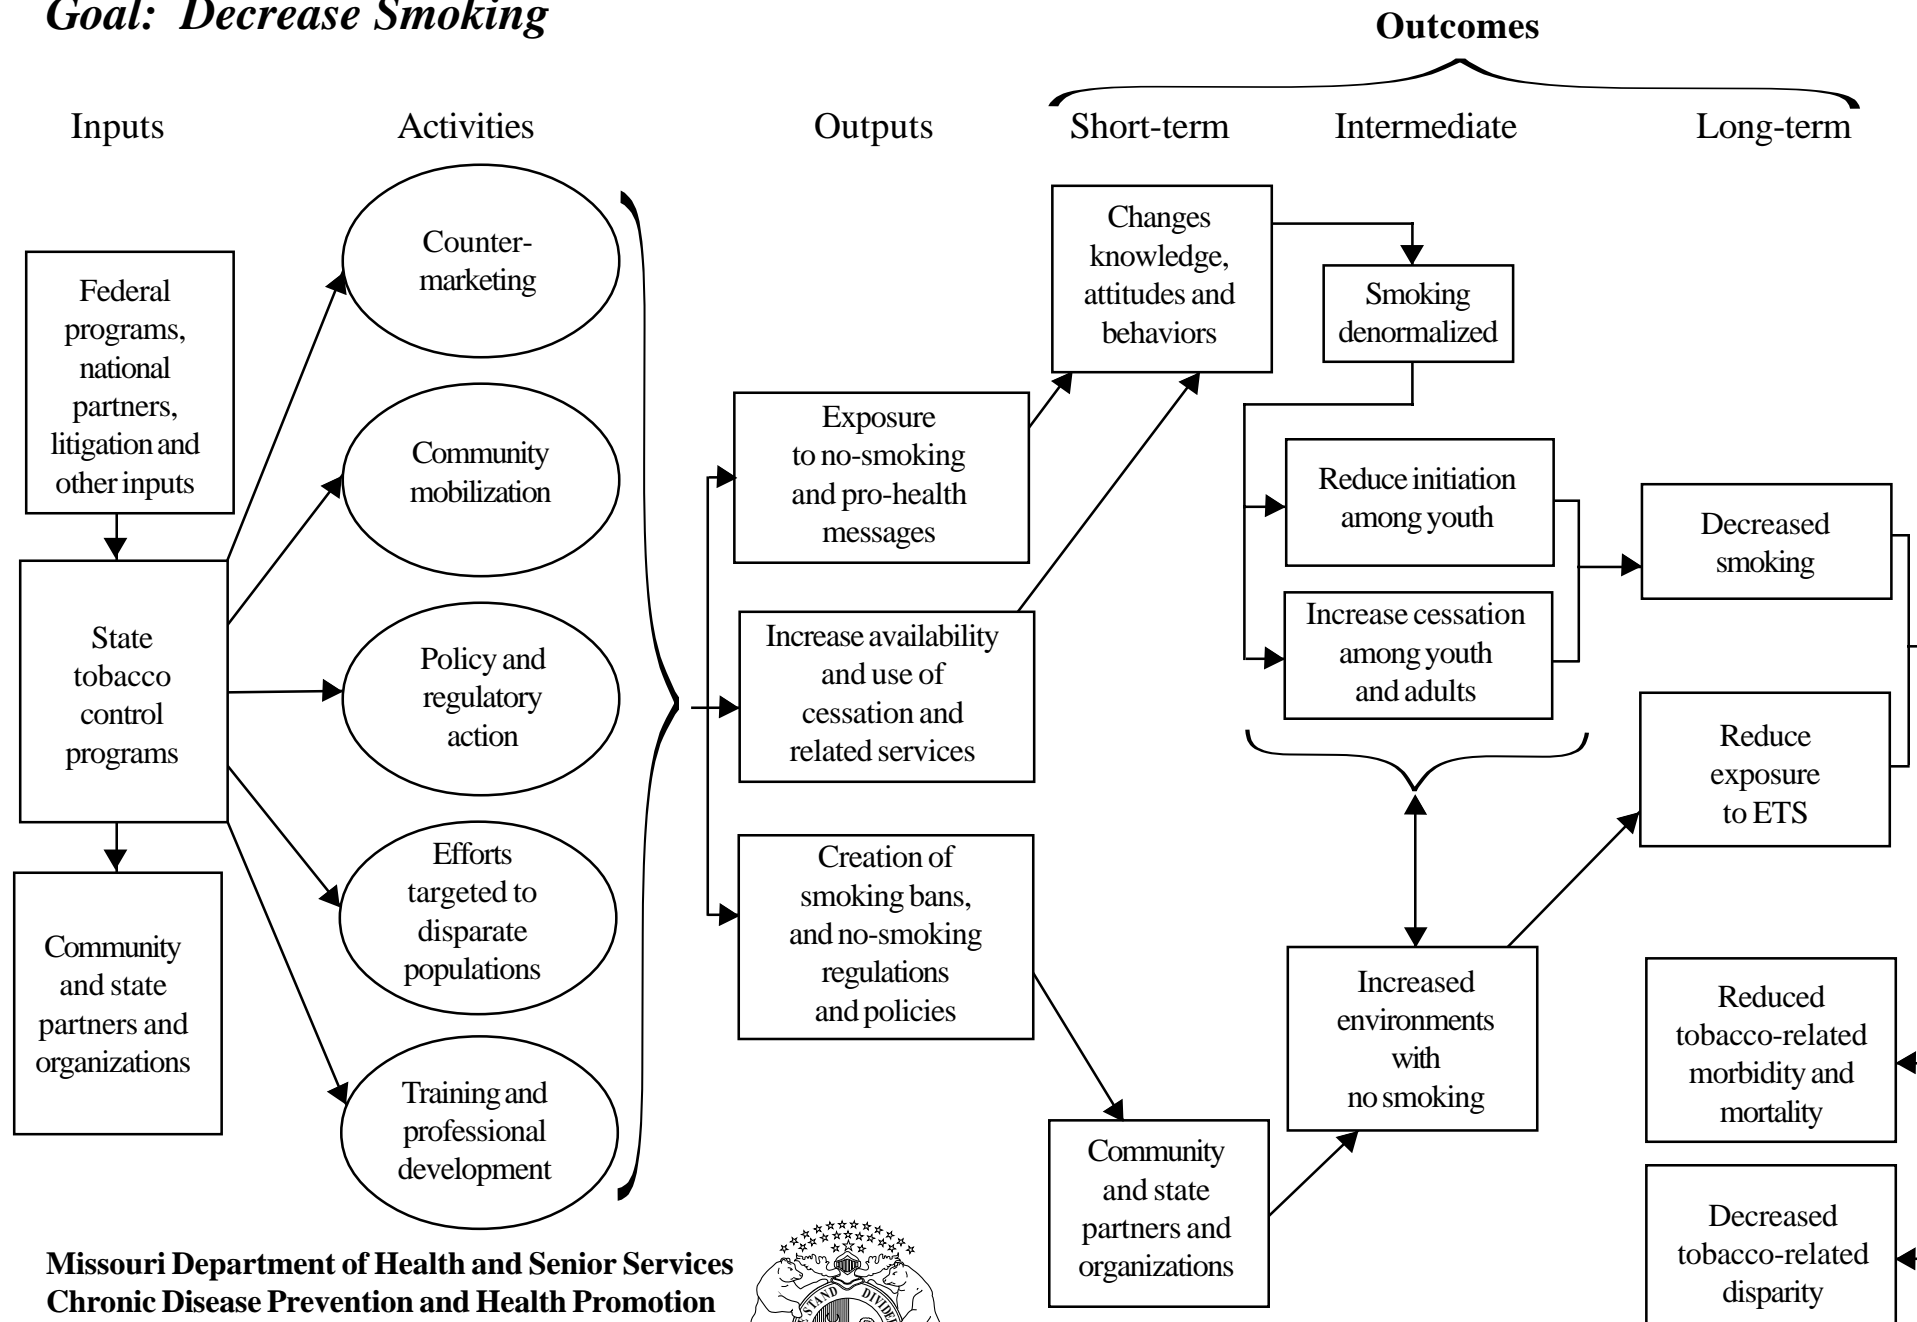 Goal: Decrease Smoking
Outcomes
Inputs
Activities
Outputs
Short-term
Intermediate
Long-term
Federal
programs,
national
partners,
litigation and
other inputs
State
tobacco
control
programs
Community
and state
partners and
organizations
Counter-
marketing
Community
mobilization
Policy and
regulatory
action
Efforts
targeted to
disparate
populations
Training and
professional
development
Exposure
to no-smoking
and pro-health
messages
Increase availability
and use of
cessation and
related services
Creation of
smoking bans,
and no-smoking
regulations
and policies
Changes
knowledge,
attitudes and
behaviors
Community
and state
partners and
organizations
Smoking
denormalized
Reduce initiation
among youth
Increase cessation
among youth
and adults
Increased
environments
with
no smoking
Decreased
smoking
Reduce
exposure
to ETS
Reduced
tobacco-related
morbidity and
mortality
Decreased
tobacco-related
disparity
Missouri Department of Health and Senior Services
Chronic Disease Prevention and Health Promotion
STAND